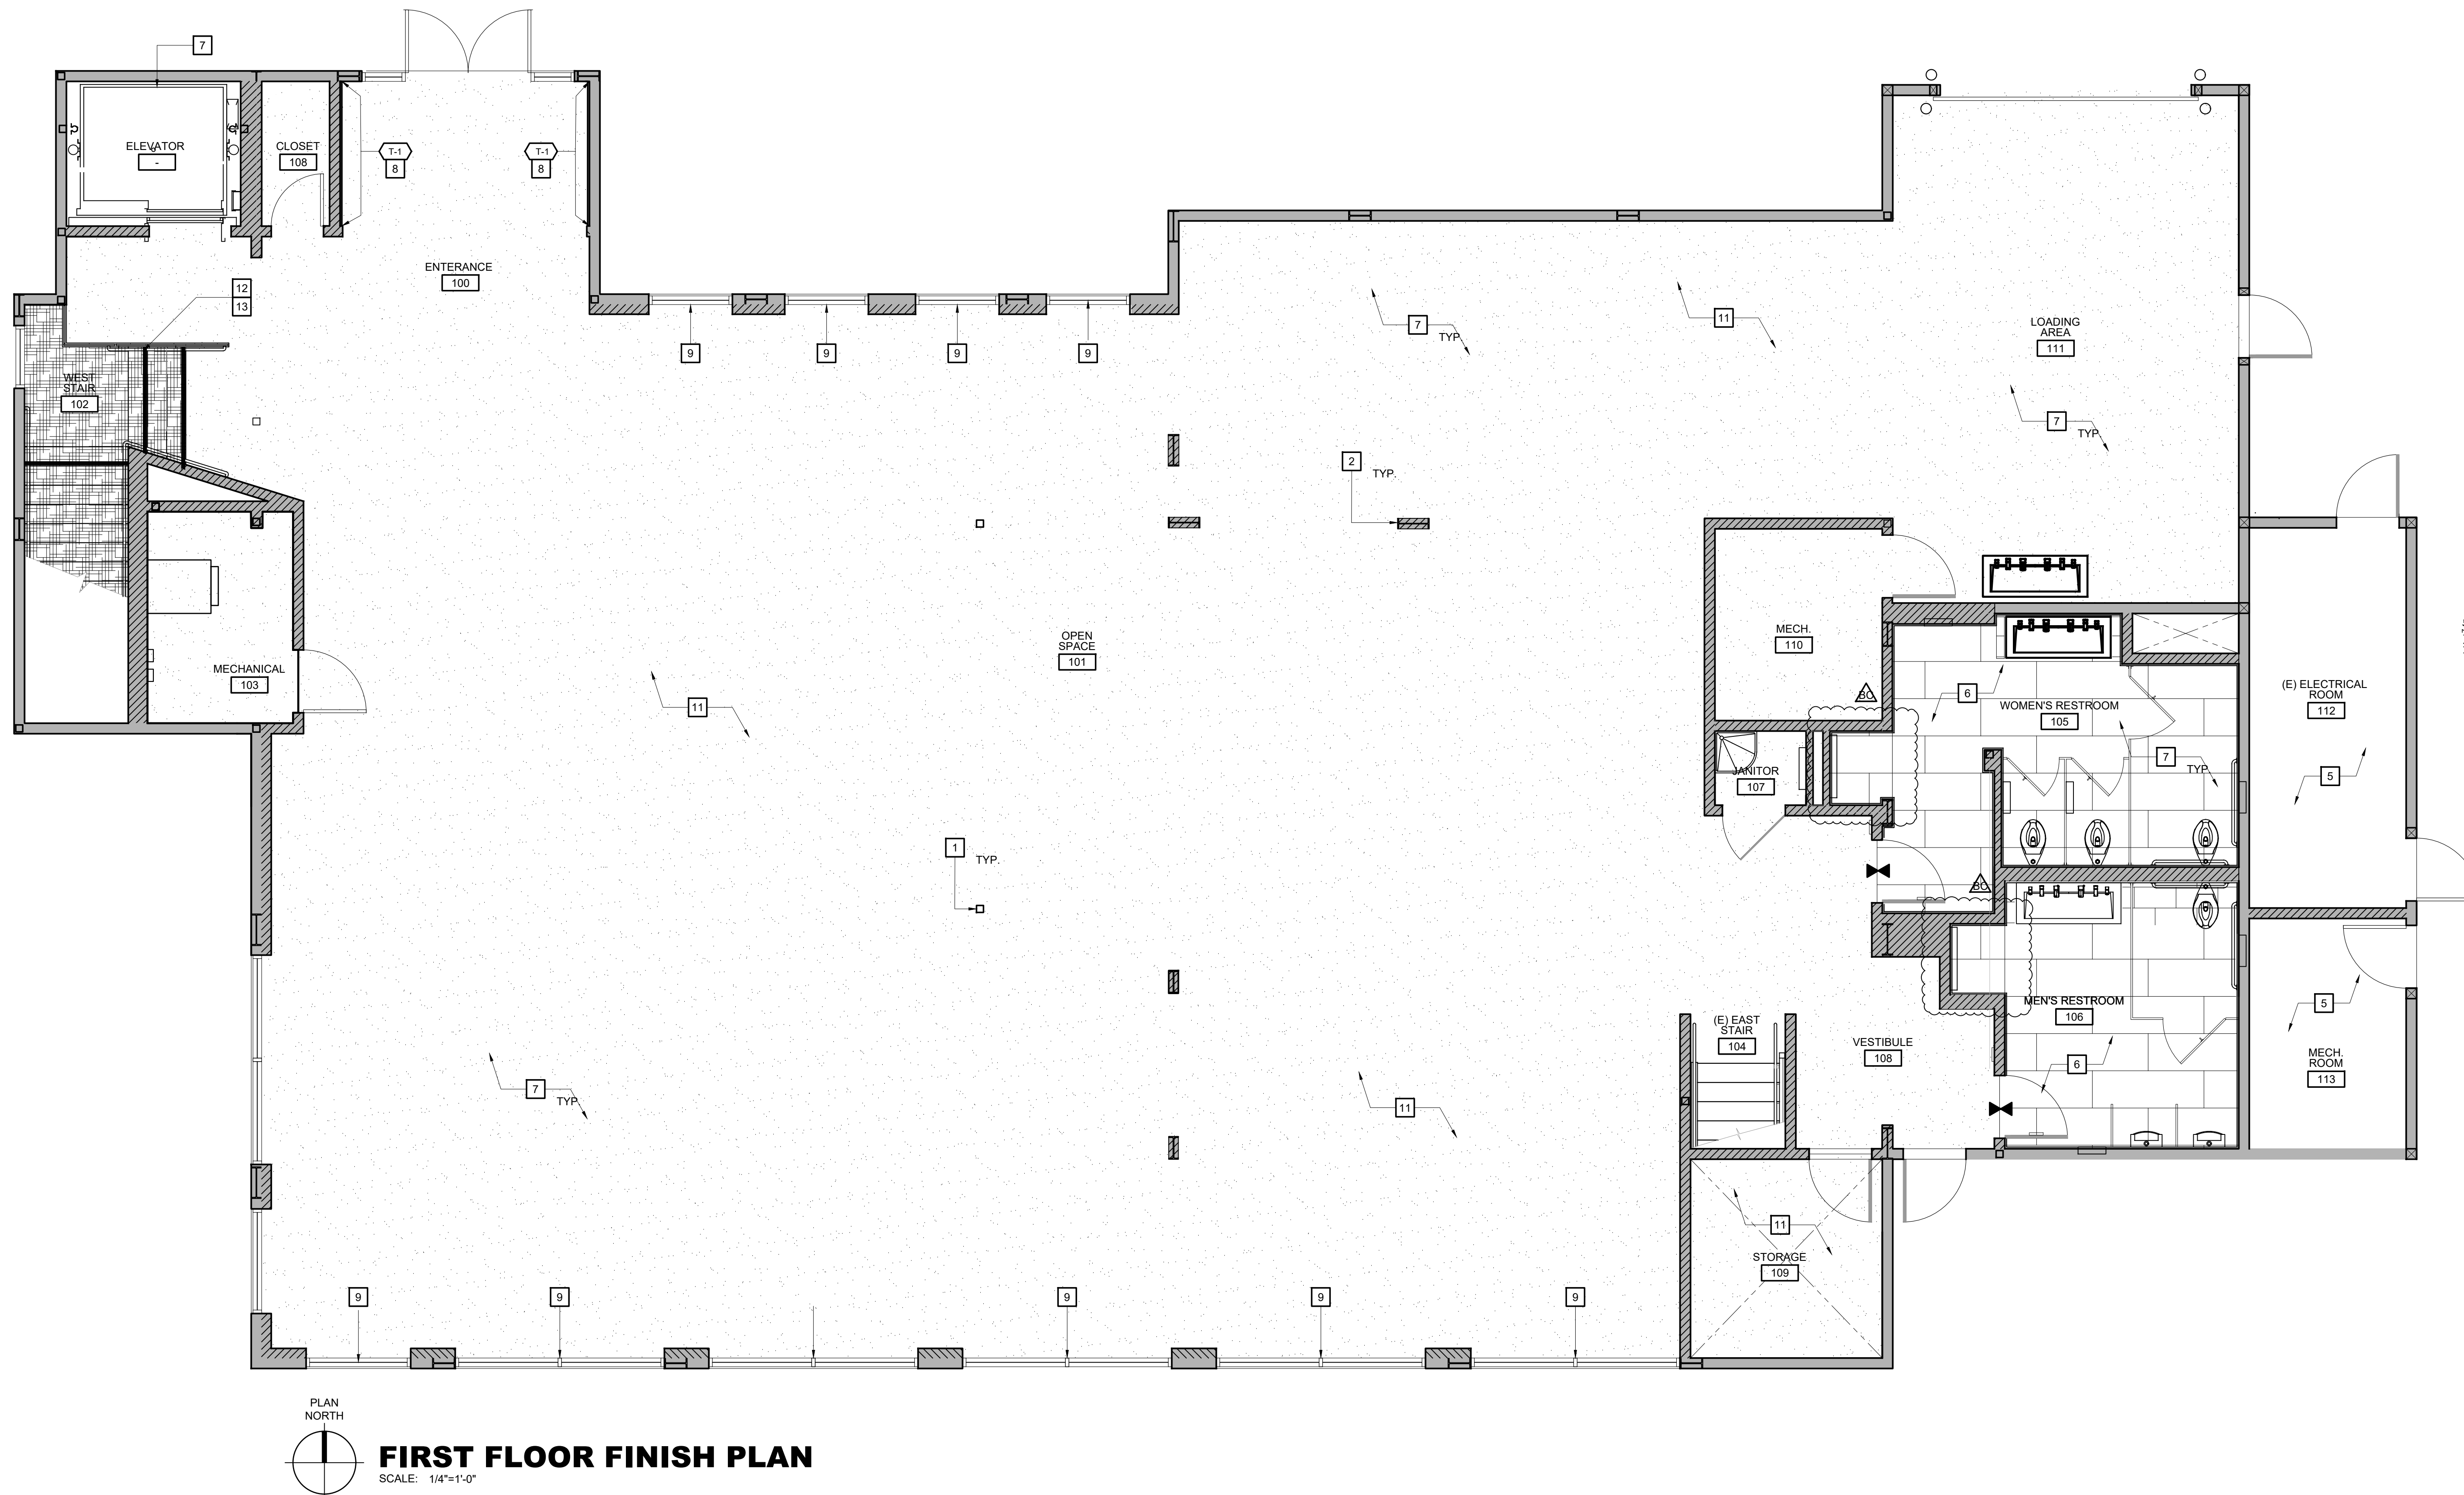 7
ELEVATOR
-
CLOSET
108
T-1
8
T-1
8
ENTERANCE
100
12
13
9
9
9
9
7
TYP.
11
LOADING
AREA
111
WEST
STAIR
102
7
TYP.
2
TYP.
MECHANICAL
103
OPEN
SPACE
101
11
MECH.
110
BC
6
WOMEN'S RESTROOM
105
7
TYP.
(E) ELECTRICAL
ROOM
112
5
JANITOR
107
1
TYP.
BC
MEN'S RESTROOM
106
5
(E) EAST
STAIR
104
VESTIBULE
108
6
MECH.
ROOM
113
7
TYP.
11
11
STORAGE
109
9
9
9
9
9
PLAN
NORTH
FIRST FLOOR FINISH PLAN
SCALE: 1/4"=1'-0"